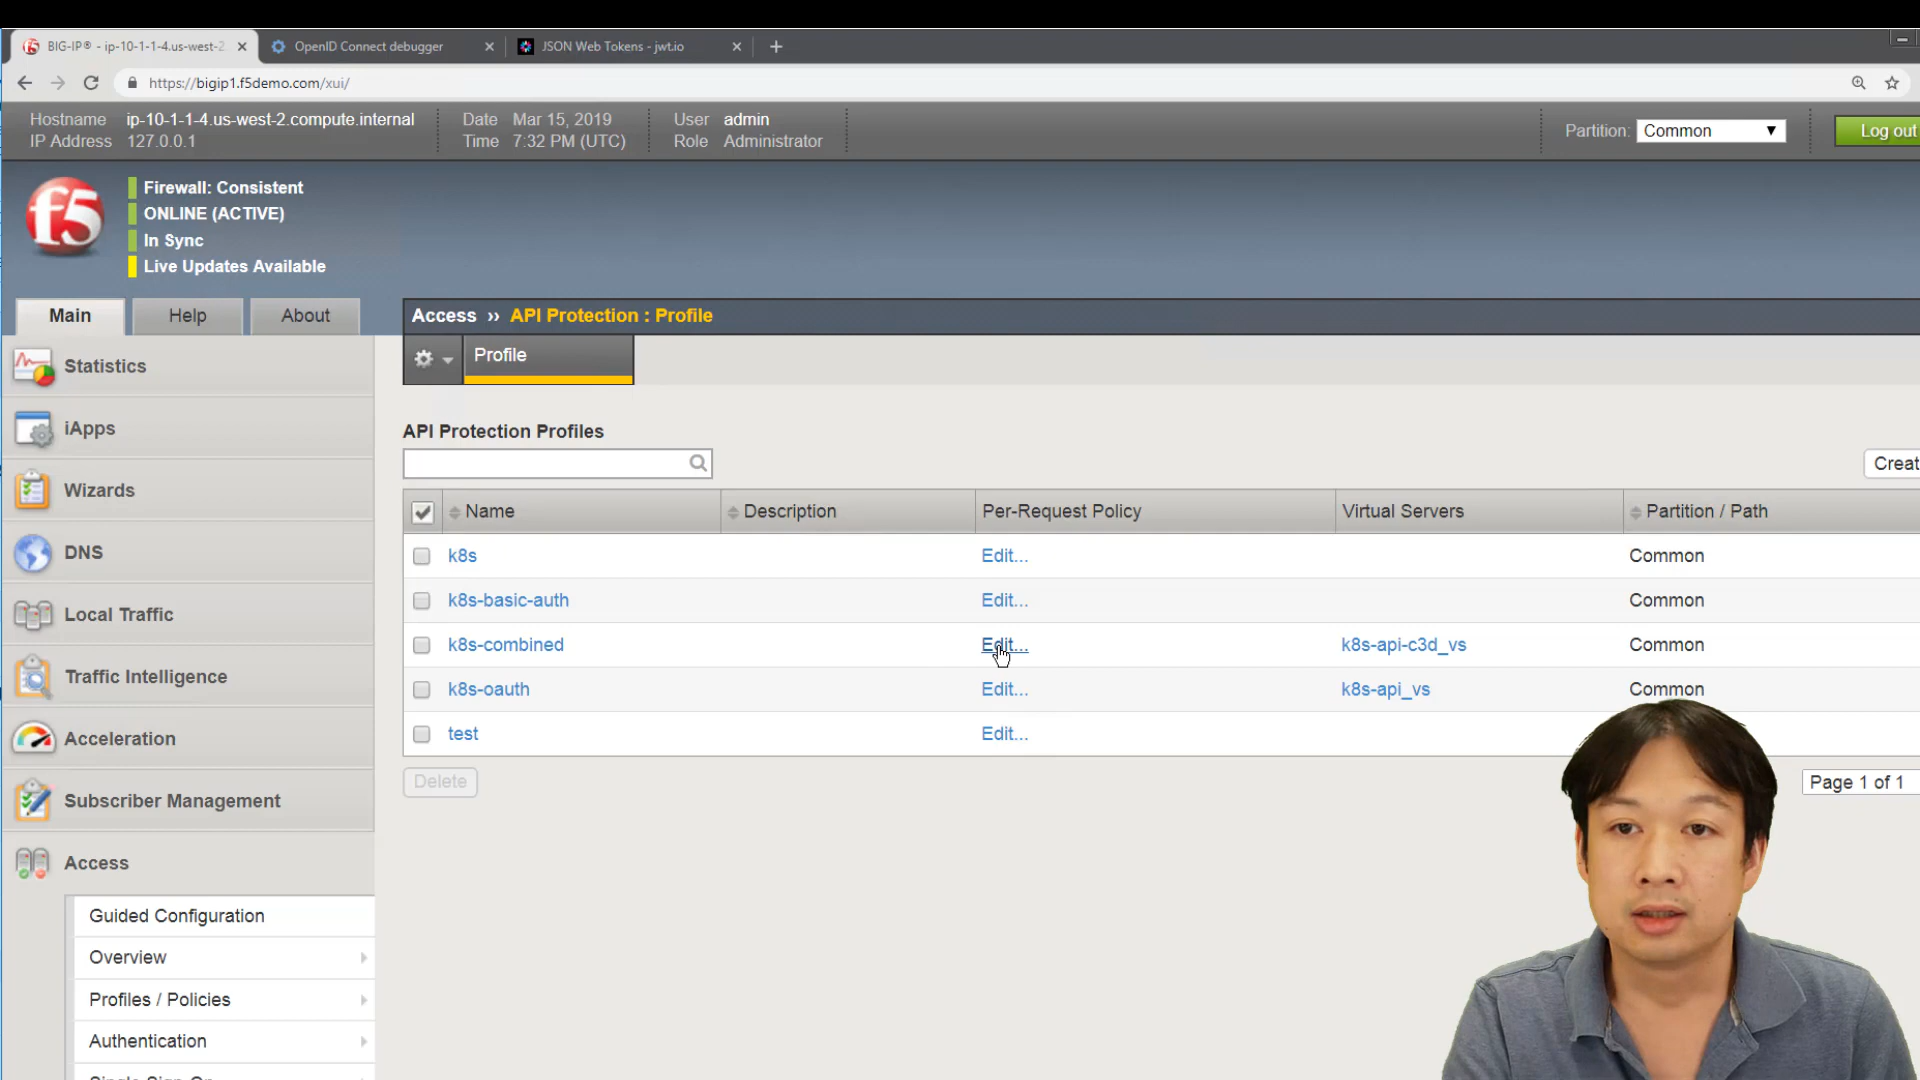 BIG-IP® - ip-10-1-1-4.us-west-2
OpenID Connect debugger
JSON Web Tokens - jwt.io
https://bigip1.f5demo.com/xui/
Hostname ip-10-1-1-4.us-west-2.compute.internal
IP Address 127.0.0.1
Date Mar 15, 2019
Time 7:32 PM (UTC)
User admin
Role Administrator
Partition: Common
Log out
f5
Firewall: Consistent
ONLINE (ACTIVE)
In Sync
Live Updates Available
Main Help About
Access ›› API Protection : Profile
Profile
Statistics
iApps
Wizards
DNS
Local Traffic
Traffic Intelligence
Acceleration
Subscriber Management
Access
Guided Configuration
Overview
Profiles / Policies
Authentication
API Protection Profiles
Creat
Name Description Per-Request Policy Virtual Servers Partition / Path
k8s Edit... Common
k8s-basic-auth Edit... Common
k8s-combined Edit... k8s-api-c3d_vs Common
k8s-oauth Edit... k8s-api_vs Common
test Edit...
Delete
Page 1 of 1